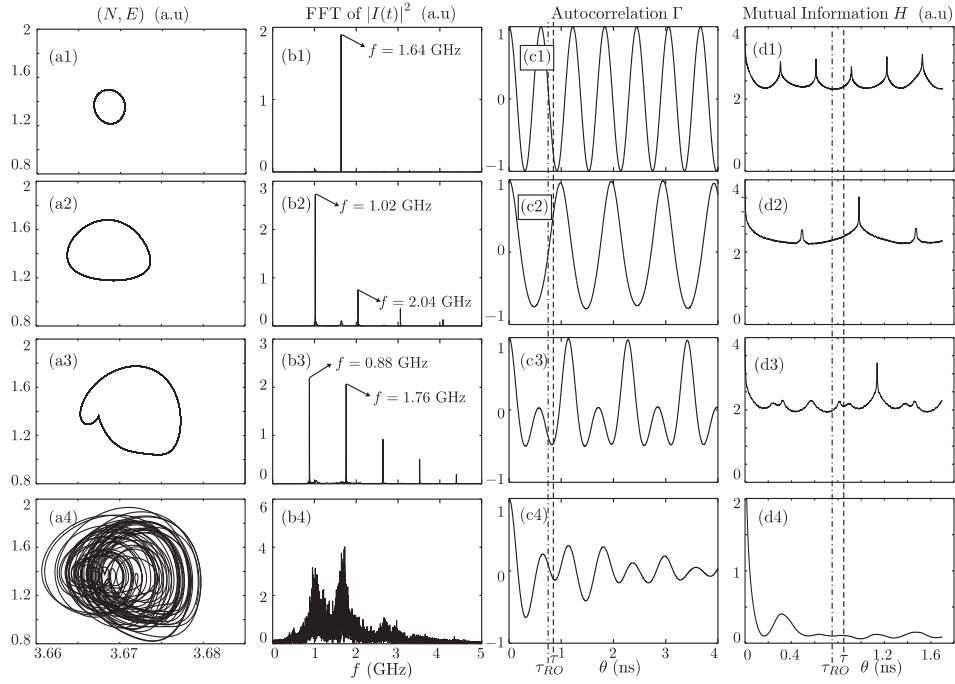 (N, E) (a.u) FFT of |I(t)|² (a.u) Autocorrelation Γ Mutual Information H (a.u)
2 1.6 1.2 0.8 (a1)
2 1 0 (b1) f = 1.64 GHz
1 0 −1 (c1)
4 2 0 (d1)
2 1.6 1.2 0.8 (a2)
3 2 1 0 (b2) f = 1.02 GHz f = 2.04 GHz
1 0 −1 (c2)
4 2 0 (d2)
2 1.6 1.2 0.8 (a3)
3 2 1 0 (b3) f = 0.88 GHz f = 1.76 GHz
1 0 −1 (c3)
4 2 0 (d3)
2 1.6 1.2 0.8 (a4)
6 4 2 0 (b4)
1 0 −1 (c4)
2 1 0 (d4)
3.66 3.67 3.68
0 1 2 3 4 5
f (GHz)
0 1 2 3 4
τRO τ θ (ns)
0 0.4 1.2 1.6
τRO τ θ (ns)